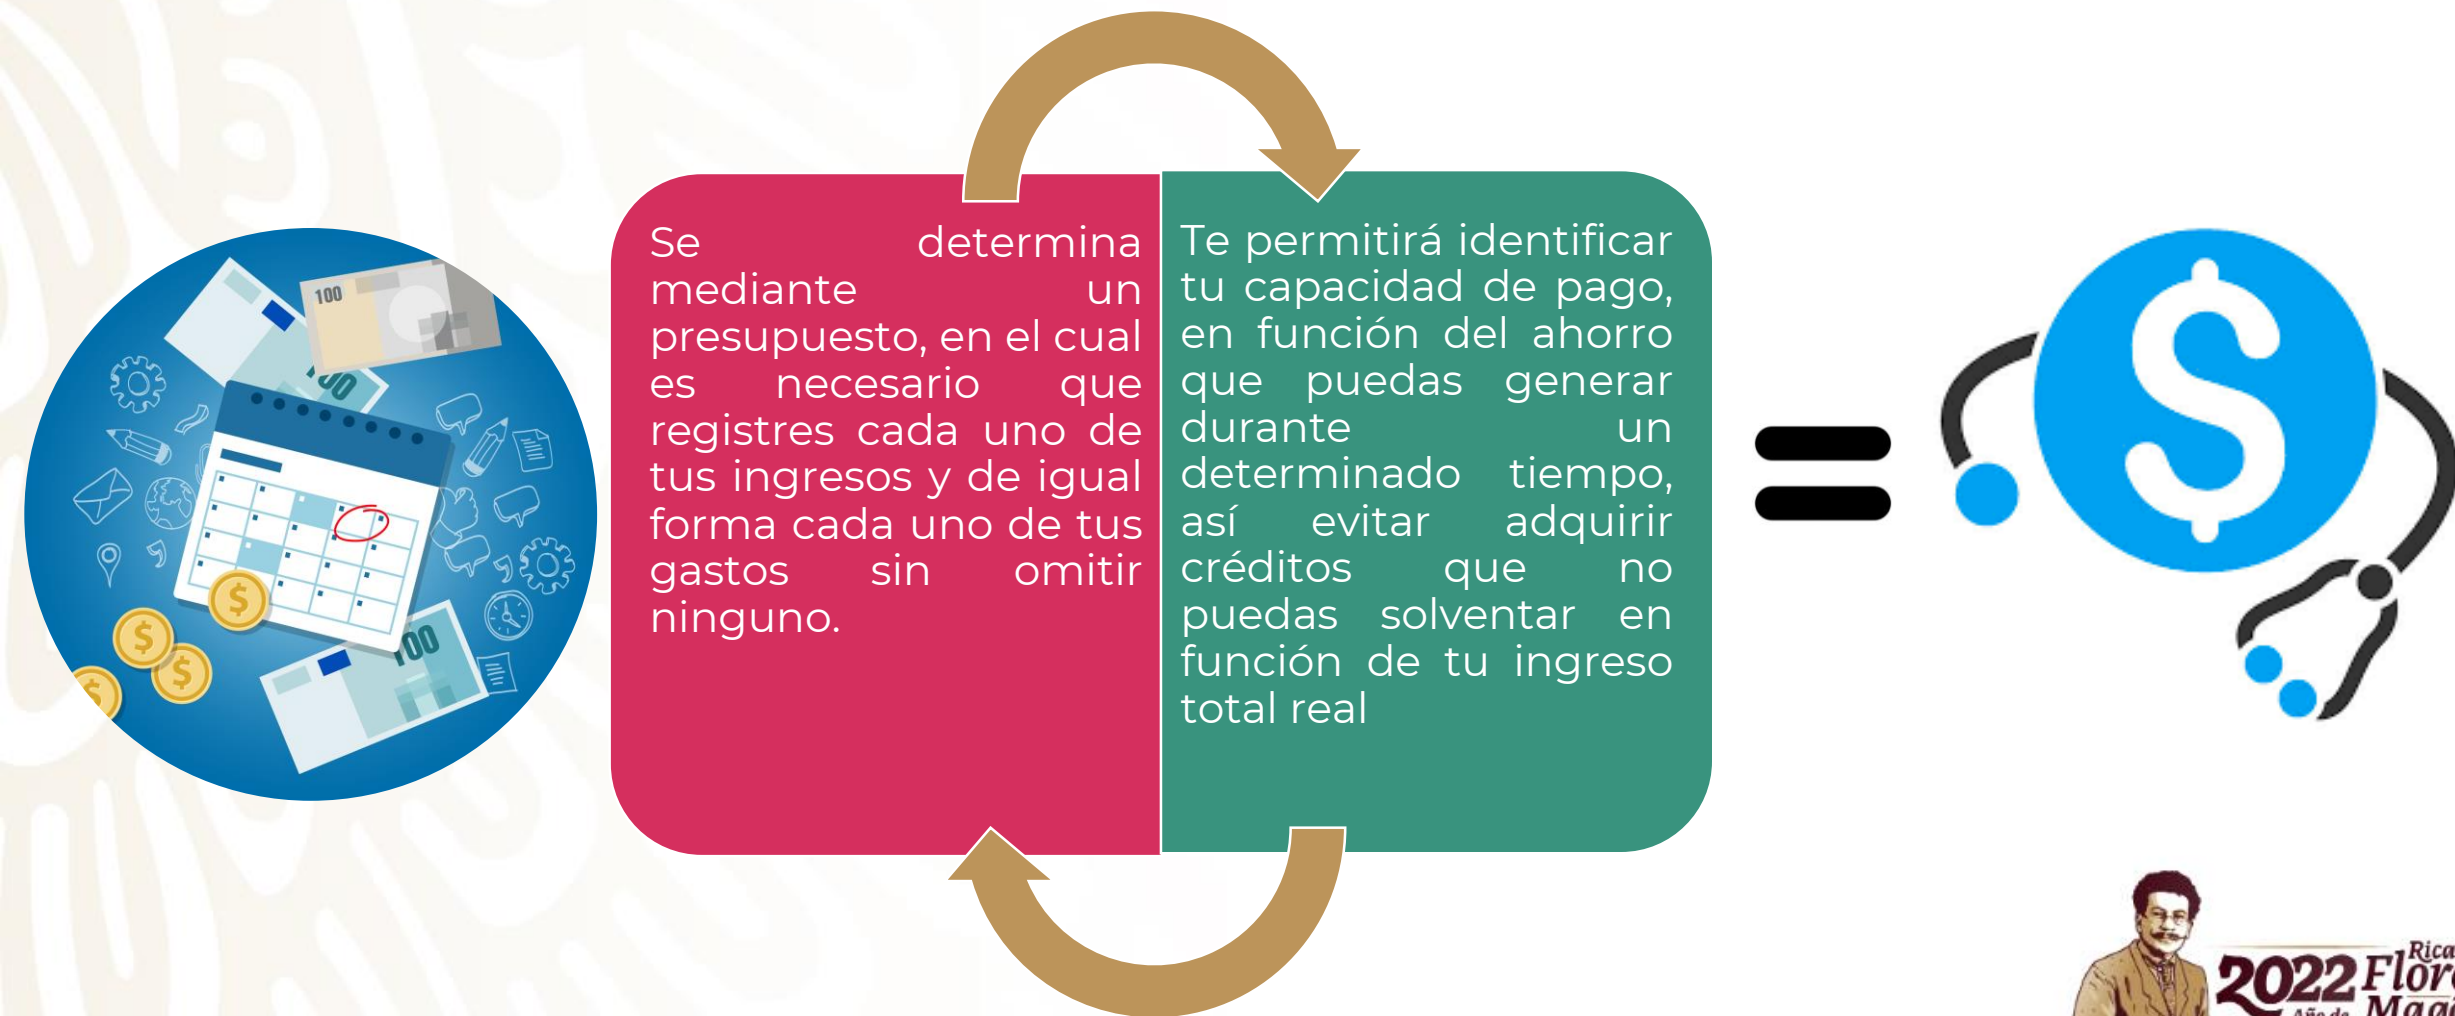 Se determina
mediante un
presupuesto, en el cual
es necesario que
registres cada uno de
tus ingresos y de igual
forma cada uno de tus
gastos sin omitir
ninguno.
Te permitirá identificar
tu capacidad de pago,
en función del ahorro
que puedas generar
durante un
determinado tiempo,
así evitar adquirir
créditos que no
puedas solventar en
función de tu ingreso
total real
100
100
100
$
$
$
$
=
$
2022
Año de